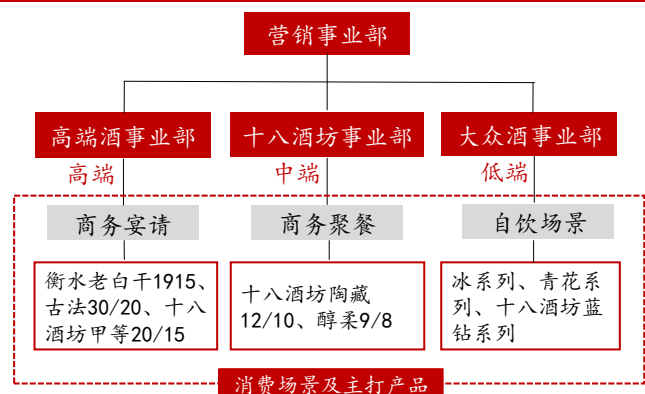 营销事业部
高端酒事业部
十八酒坊事业部
大众酒事业部
高端
中端
低端
商务宴请
商务聚餐
自饮场景
衡水老白干1915、
古法30/20、十八
酒坊甲等20/15
十八酒坊陶藏
12/10、醇柔9/8
冰系列、青花系
列、十八酒坊蓝
钻系列
消费场景及主打产品